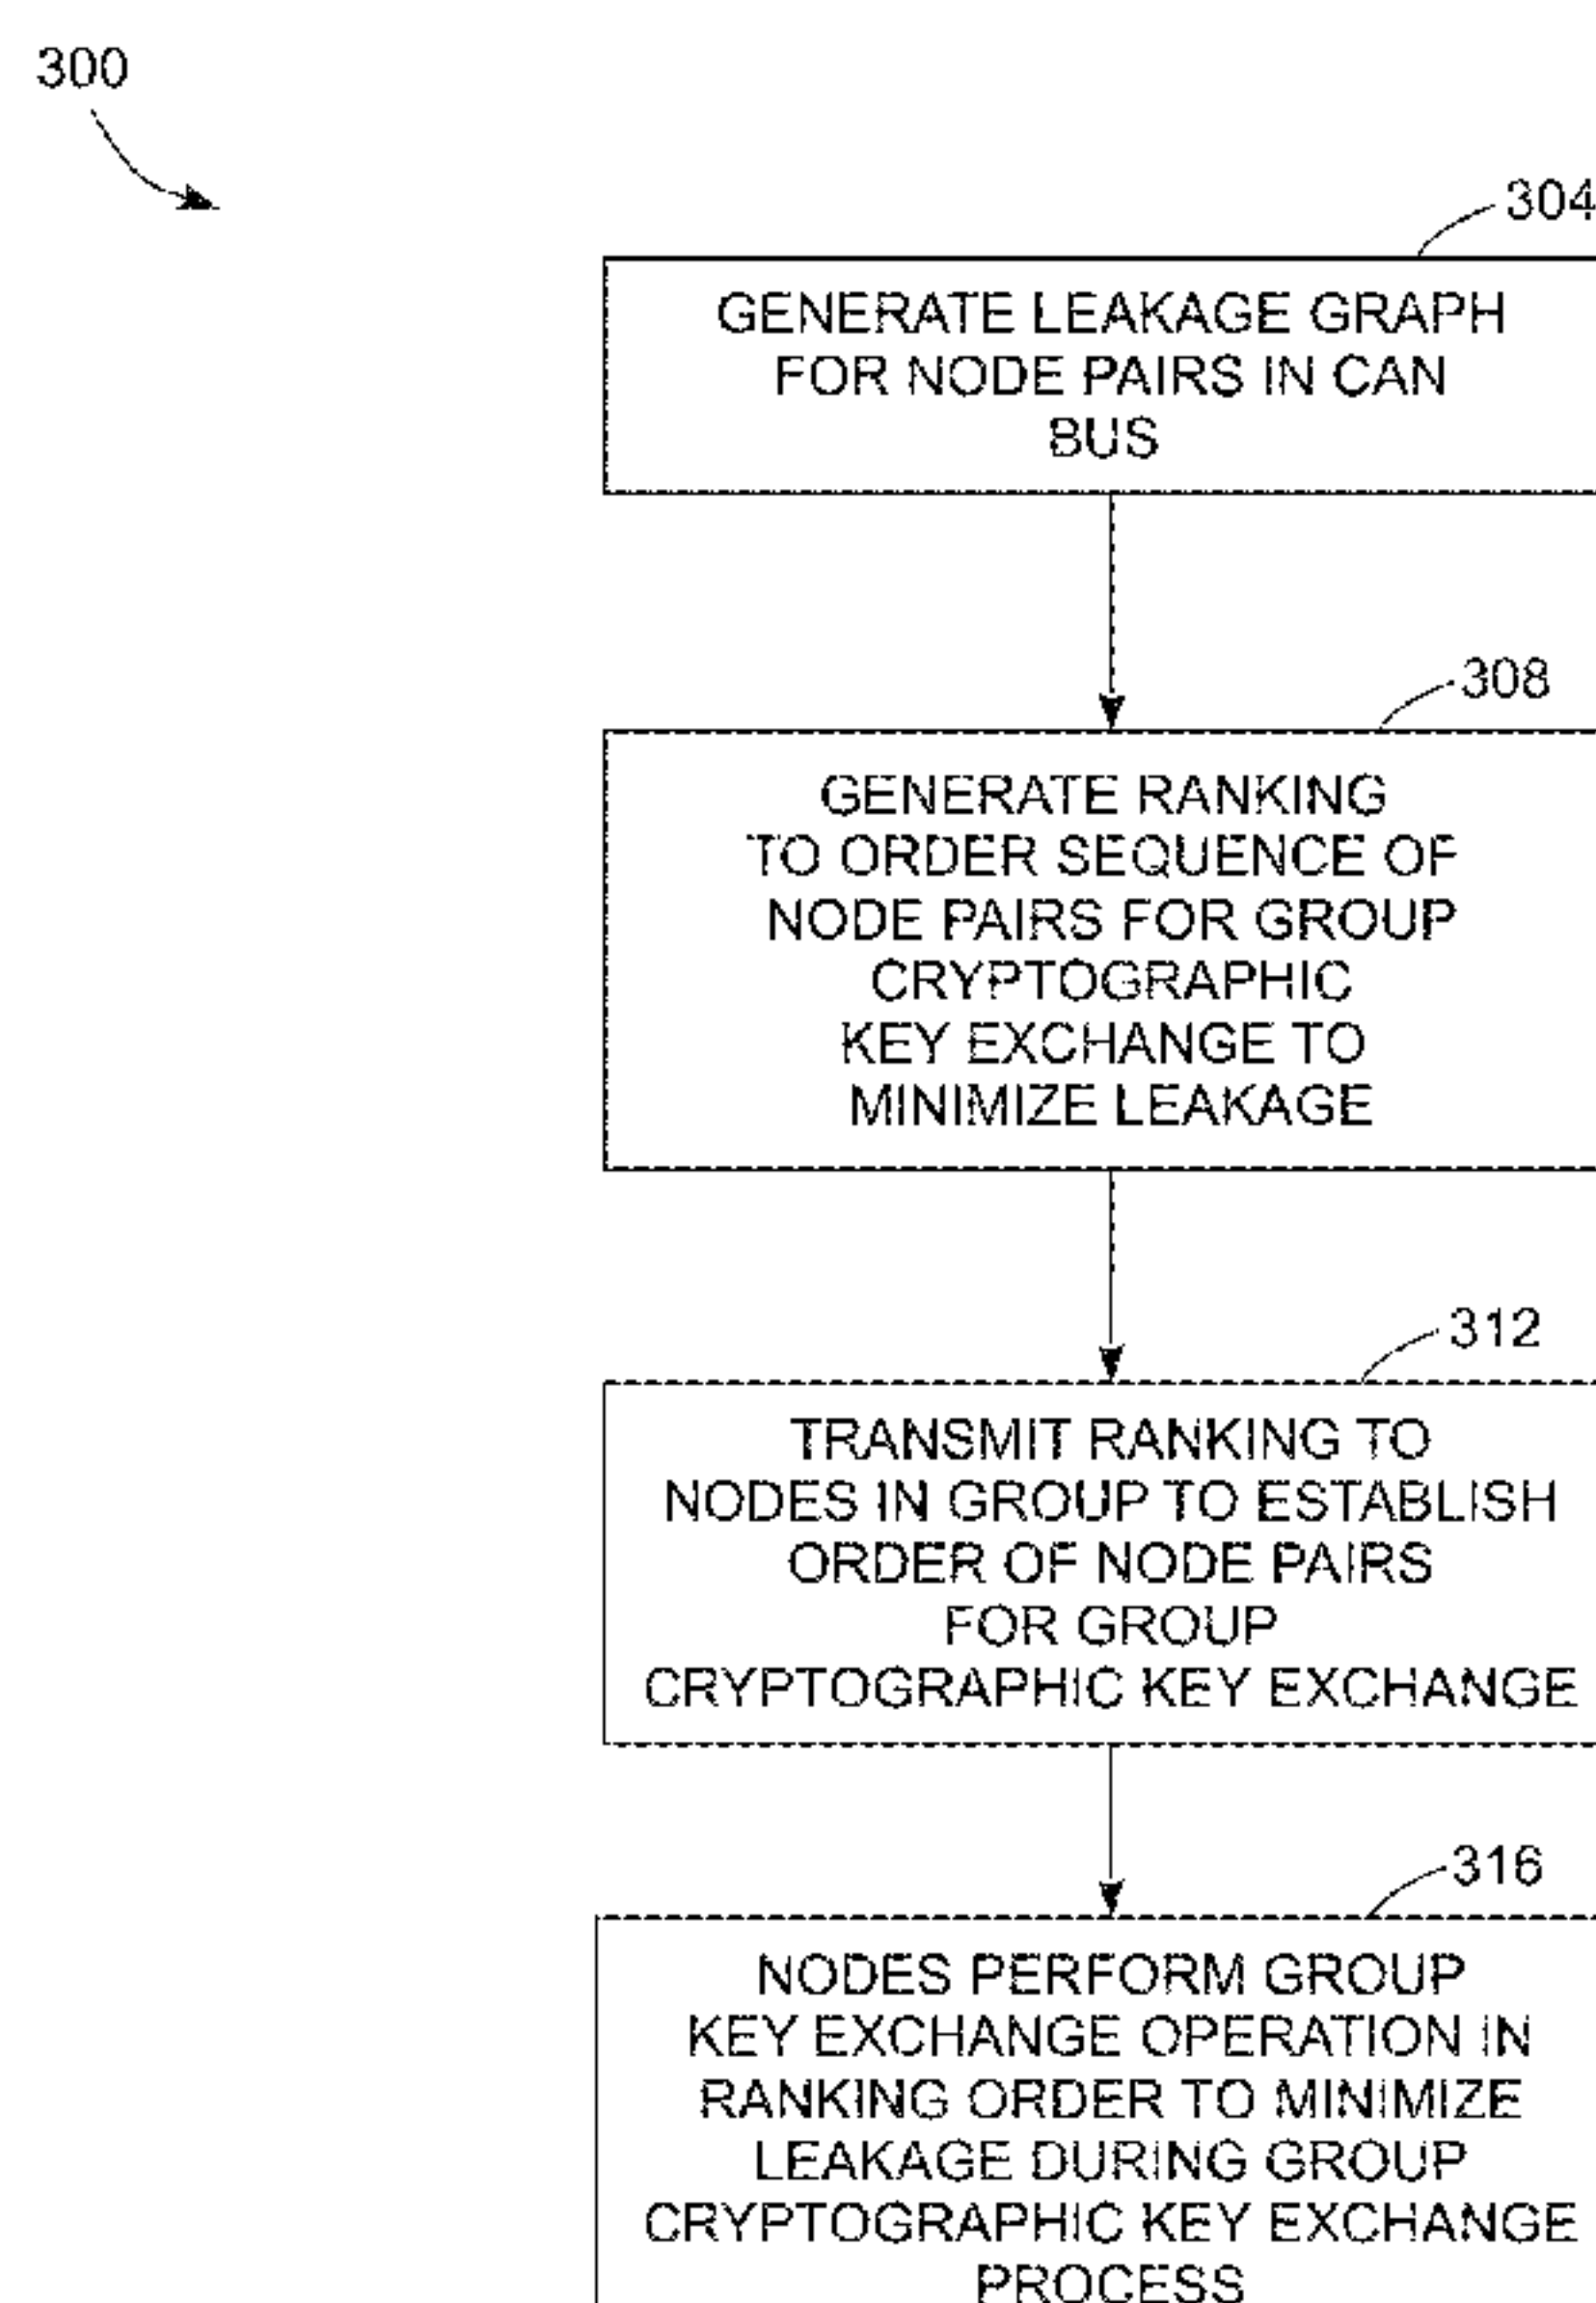 300
304
GENERATE LEAKAGE GRAPH
FOR NODE PAIRS IN CAN
BUS
308
GENERATE RANKING
TO ORDER SEQUENCE OF
NODE PAIRS FOR GROUP
CRYPTOGRAPHIC
KEY EXCHANGE TO
MINIMIZE LEAKAGE
312
TRANSMIT RANKING TO
NODES IN GROUP TO ESTABLISH
ORDER OF NODE PAIRS
FOR GROUP
CRYPTOGRAPHIC KEY EXCHANGE
316
NODES PERFORM GROUP
KEY EXCHANGE OPERATION IN
RANKING ORDER TO MINIMIZE
LEAKAGE DURING GROUP
CRYPTOGRAPHIC KEY EXCHANGE
PROCESS